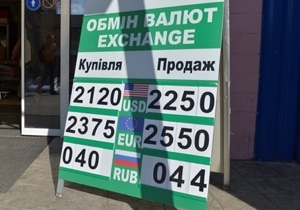 ОБМІН ВАЛЮТ
EXCHANGE
Купівля Продаж
2120 USD 2250
2375 EUR 2550
040 RUB 044